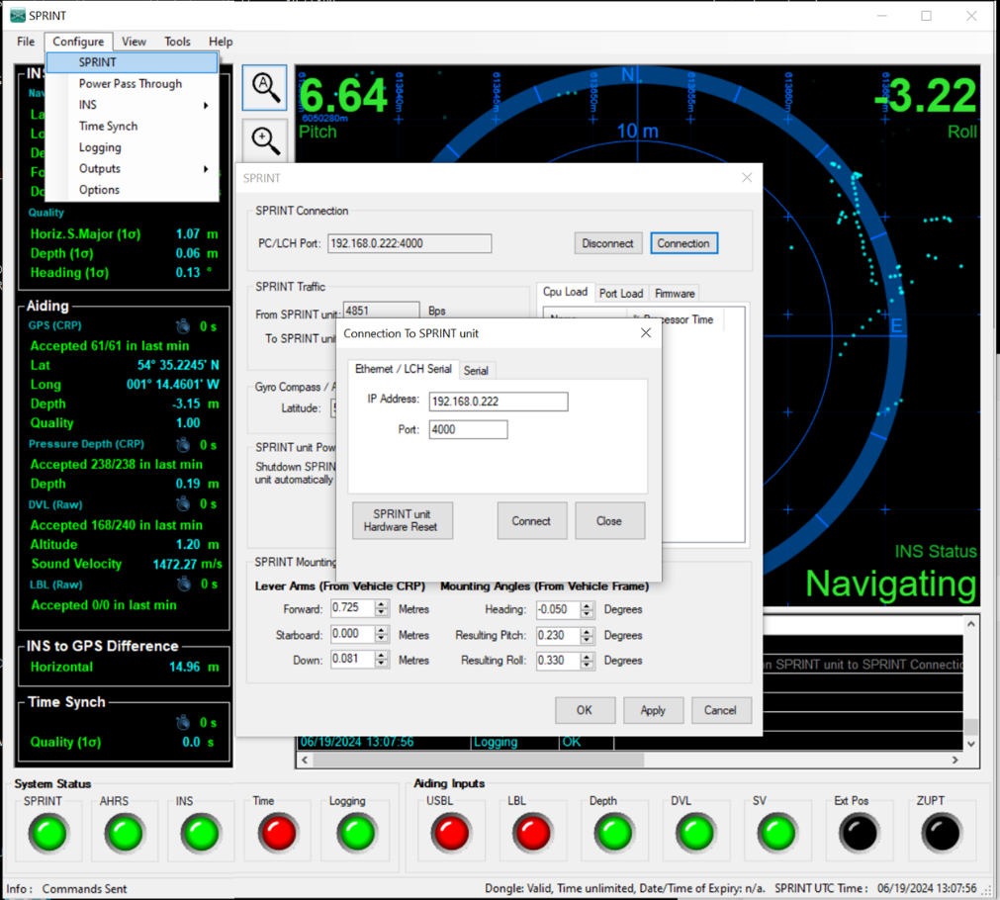 SPRINT
File Configure View Tools Help
SPRINT
Power Pass Through
INS
Time Synch
Logging
Outputs
Options
INS
Nav
La
Lo
De
Fo
Do
Quality
Horiz.S.Major (1σ) 1.07 m
Depth (1σ) 0.06 m
Heading (1σ) 0.13 °
Aiding
GPS (CRP) 0 s
Accepted 61/61 in last min
Lat 54° 35.2245' N
Long 001° 14.4601' W
Depth -3.15 m
Quality 1.00
Pressure Depth (CRP) 0 s
Accepted 238/238 in last min
Depth 0.19 m
DVL (Raw) 0 s
Accepted 168/240 in last min
Altitude 1.20 m
Sound Velocity 1472.27 m/s
LBL (Raw) 0 s
Accepted 0/0 in last min
INS to GPS Difference
Horizontal 14.96 m
Time Synch
0 s
Quality (1σ) 0.0 s
A
6.64
Pitch
613840m
613845m
613850m
613855m
6050280m
N
10 m
-3.22
Roll
E
INS Status
Navigating
SPRINT
SPRINT Connection
PC/LCH Port: 192.168.0.222:4000 Disconnect Connection
SPRINT Traffic
From SPRINT unit: 4851 Bps
To SPRINT unit
Cpu Load Port Load Firmware
Name % Processor Time
Gyro Compass /
Latitude:
SPRINT unit Pow
Shutdown SPRIN
unit automatically
Connection To SPRINT unit
Ethernet / LCH Serial Serial
IP Address: 192.168.0.222
Port: 4000
SPRINT unit
Hardware Reset
Connect Close
SPRINT Mounting
Lever Arms (From Vehicle CRP) Mounting Angles (From Vehicle Frame)
Forward: 0.725 Metres Heading: -0.050 Degrees
Starboard: 0.000 Metres Resulting Pitch: 0.230 Degrees
Down: 0.081 Metres Resulting Roll: 0.330 Degrees
OK Apply Cancel
n SPRINT unit to SPRINT Connectio
06/19/2024 13:07:56 Logging OK
System Status
SPRINT AHRS INS Time Logging
Aiding Inputs
USBL LBL Depth DVL SV Ext Pos ZUPT
Info : Commands Sent
Dongle: Valid, Time unlimited, Date/Time of Expiry: n/a. SPRINT UTC Time : 06/19/2024 13:07:56